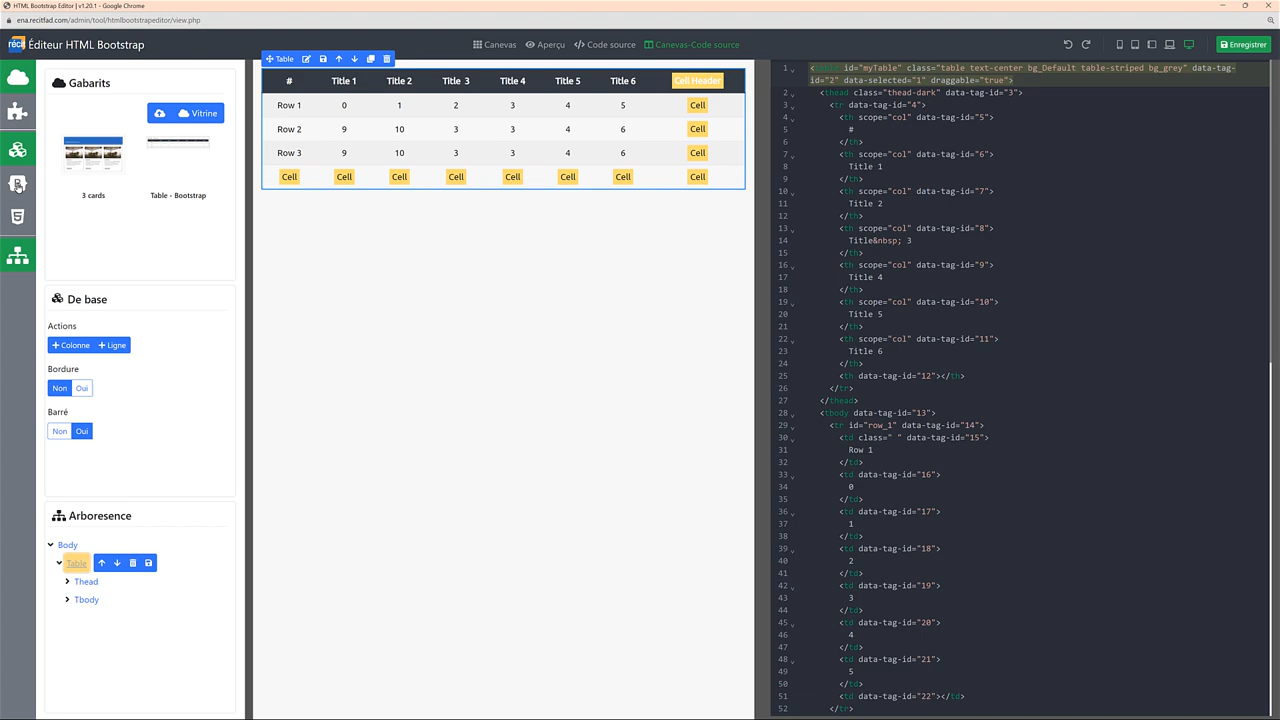 HTML Bootstrap Editor | v1.20.1 - Google Chrome
ena.recitfad.com/admin/tool/htmlbootstrapeditor/view.php
récit Éditeur HTML Bootstrap
Canevas Aperçu Code source Canevas-Code source
Enregistrer
Gabarits
Vitrine
3 cards Table - Bootstrap
De base
Actions
Colonne Ligne
Bordure
Non Oui
Barré
Non Oui
Arboresence
Body
Table
Thead
Tbody
Table
# Title 1 Title 2 Title 3 Title 4 Title 5 Title 6 Cell Header
Row 1 0 1 2 3 4 5 Cell
Row 2 9 10 3 3 4 6 Cell
Row 3 9 10 3 3 4 6 Cell
Cell Cell Cell Cell Cell Cell Cell Cell
1 <table id="myTable" class="table text-center bg_Default table-striped bg_grey" data-tag-
id="2" data-selected="1" draggable="true">
2 <thead class="thead-dark" data-tag-id="3">
3 <tr data-tag-id="4">
4 <th scope="col" data-tag-id="5">
5 #
6 </th>
7 <th scope="col" data-tag-id="6">
8 Title 1
9 </th>
10 <th scope="col" data-tag-id="7">
11 Title 2
12 </th>
13 <th scope="col" data-tag-id="8">
14 Title&nbsp; 3
15 </th>
16 <th scope="col" data-tag-id="9">
17 Title 4
18 </th>
19 <th scope="col" data-tag-id="10">
20 Title 5
21 </th>
22 <th scope="col" data-tag-id="11">
23 Title 6
24 </th>
25 <th data-tag-id="12"></th>
26 </tr>
27 </thead>
28 <tbody data-tag-id="13">
29 <tr id="row_1" data-tag-id="14">
30 <td class=" " data-tag-id="15">
31 Row 1
32 </td>
33 <td data-tag-id="16">
34 0
35 </td>
36 <td data-tag-id="17">
37 1
38 </td>
39 <td data-tag-id="18">
40 2
41 </td>
42 <td data-tag-id="19">
43 3
44 </td>
45 <td data-tag-id="20">
46 4
47 </td>
48 <td data-tag-id="21">
49 5
50 </td>
51 <td data-tag-id="22"></td>
52 </tr>